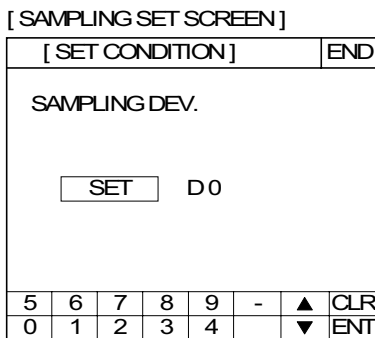 [ SAMPLING SET SCREEN ]
[ SET CONDITION ] END
SAMPLING DEV.
SET D 0
5 6 7 8 9 - ▲ CLR
0 1 2 3 4 ▼ ENT